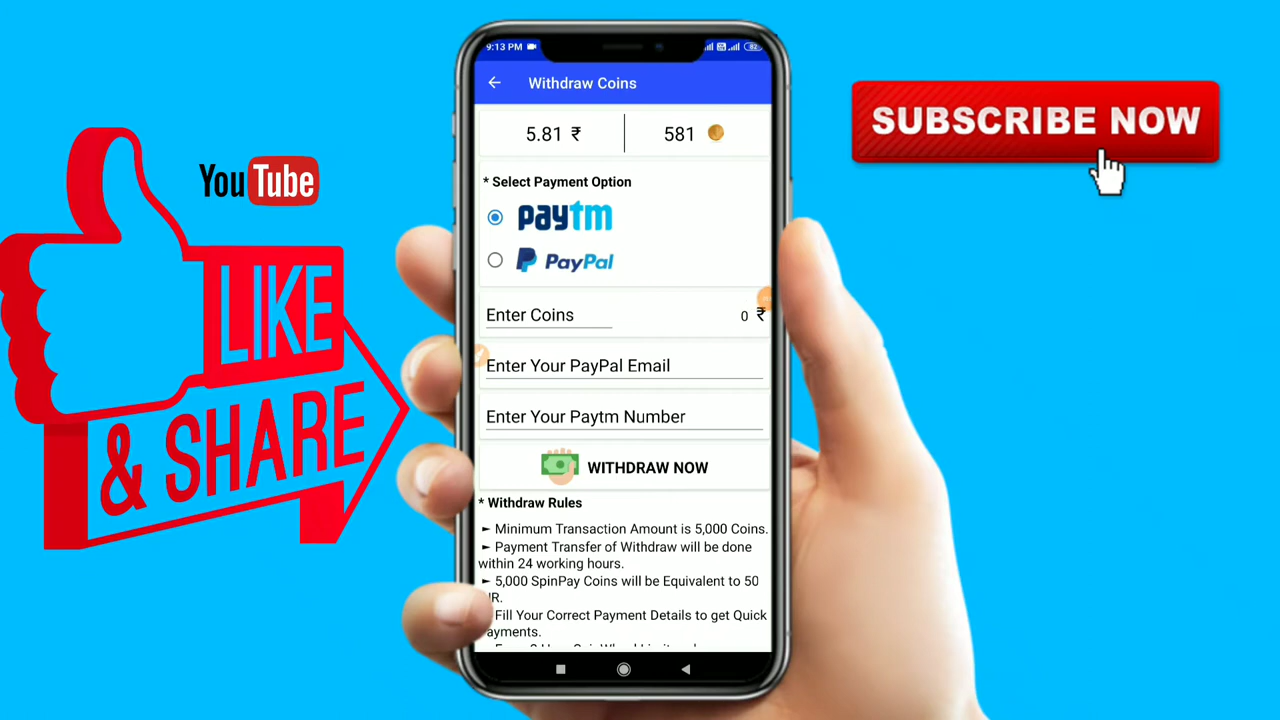 9:13 PM
82
Withdraw Coins
5.81 ₹
581
* Select Payment Option
paytm
PayPal
Enter Coins
0 ₹
Enter Your PayPal Email
Enter Your Paytm Number
WITHDRAW NOW
* Withdraw Rules
► Minimum Transaction Amount is 5,000 Coins.
► Payment Transfer of Withdraw will be done
within 24 working hours.
► 5,000 SpinPay Coins will be Equivalent to 50
Fill Your Correct Payment Details to get Quick
YouTube
LIKE
& SHARE
SUBSCRIBE NOW